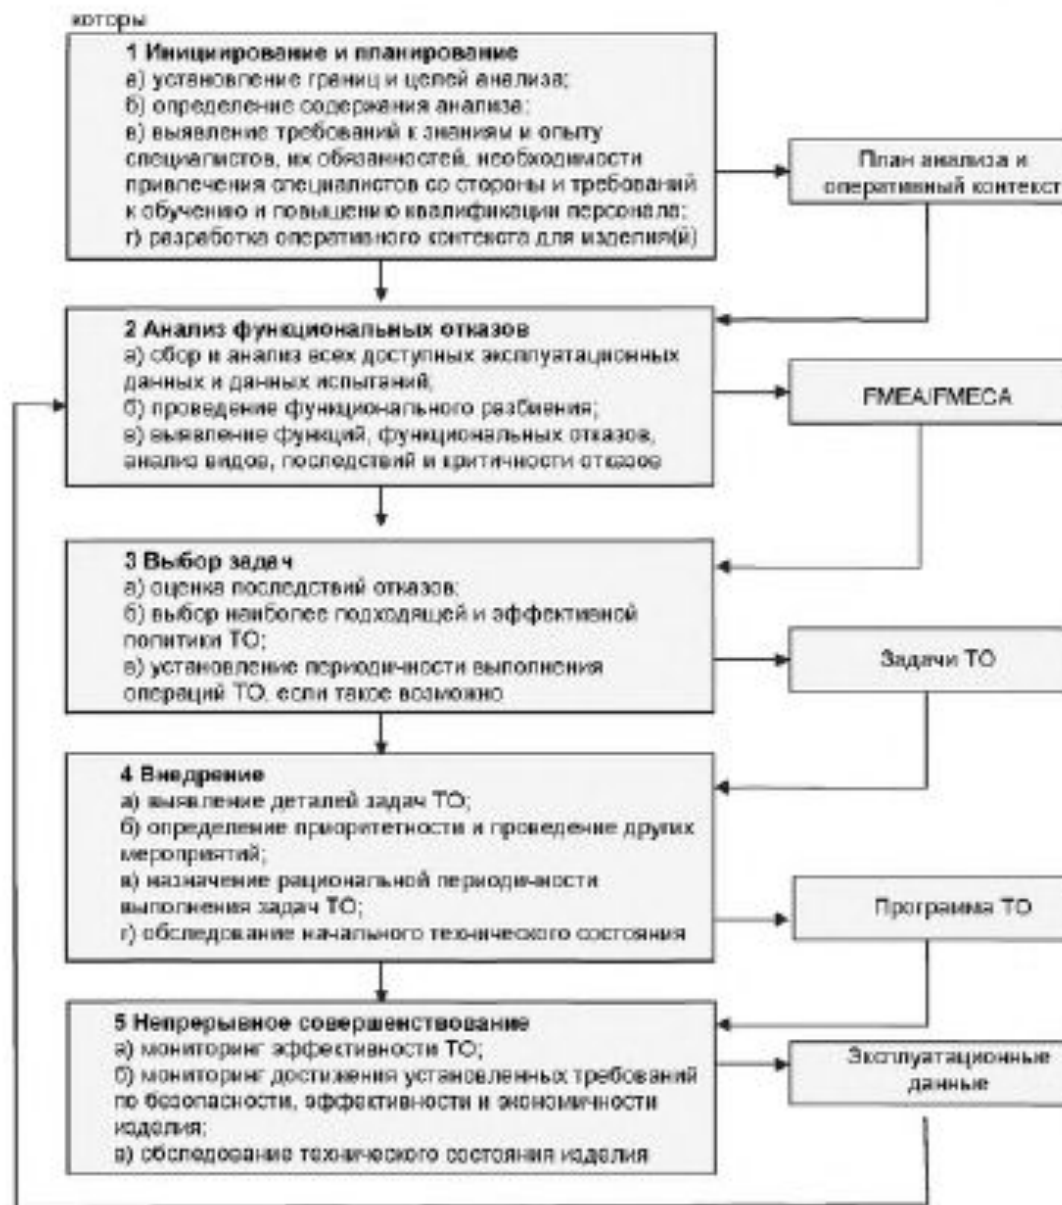 которы
1 Инициирование и планирование
а) установление границ и целей анализа;
б) определение содержания анализа;
в) выявление требований к знаниям и опыту
специалистов, их обязанностей, необходимости
привлечения специалистов со стороны и требований
к обучению и повышению квалификации персонала;
г) разработка оперативного контекста для изделия(й)
План анализа и
оперативный контекст
2 Анализ функциональных отказов
а) сбор и анализ всех доступных эксплуатационных
данных и данных испытаний;
б) проведение функционального разбиения;
в) выявление функций, функциональных отказов,
анализ видов, последствий и критичности отказов
FMEA/FMECA
3 Выбор задач
а) оценка последствий отказов;
б) выбор наиболее подходящей и эффективной
политики ТО;
в) установление периодичности выполнения
операций ТО, если такое возможно
Задачи ТО
4 Внедрение
а) выявление деталей задач ТО;
б) определение приоритетности и проведение других
мероприятий;
в) назначение рациональной периодичности
выполнения задач ТО;
г) обследование начального технического состояния
Программа ТО
5 Непрерывное совершенствование
а) мониторинг эффективности ТО;
б) мониторинг достижения установленных требований
по безопасности, эффективности и экономичности
изделия;
в) обследование технического состояния изделия
Эксплуатационные
данные